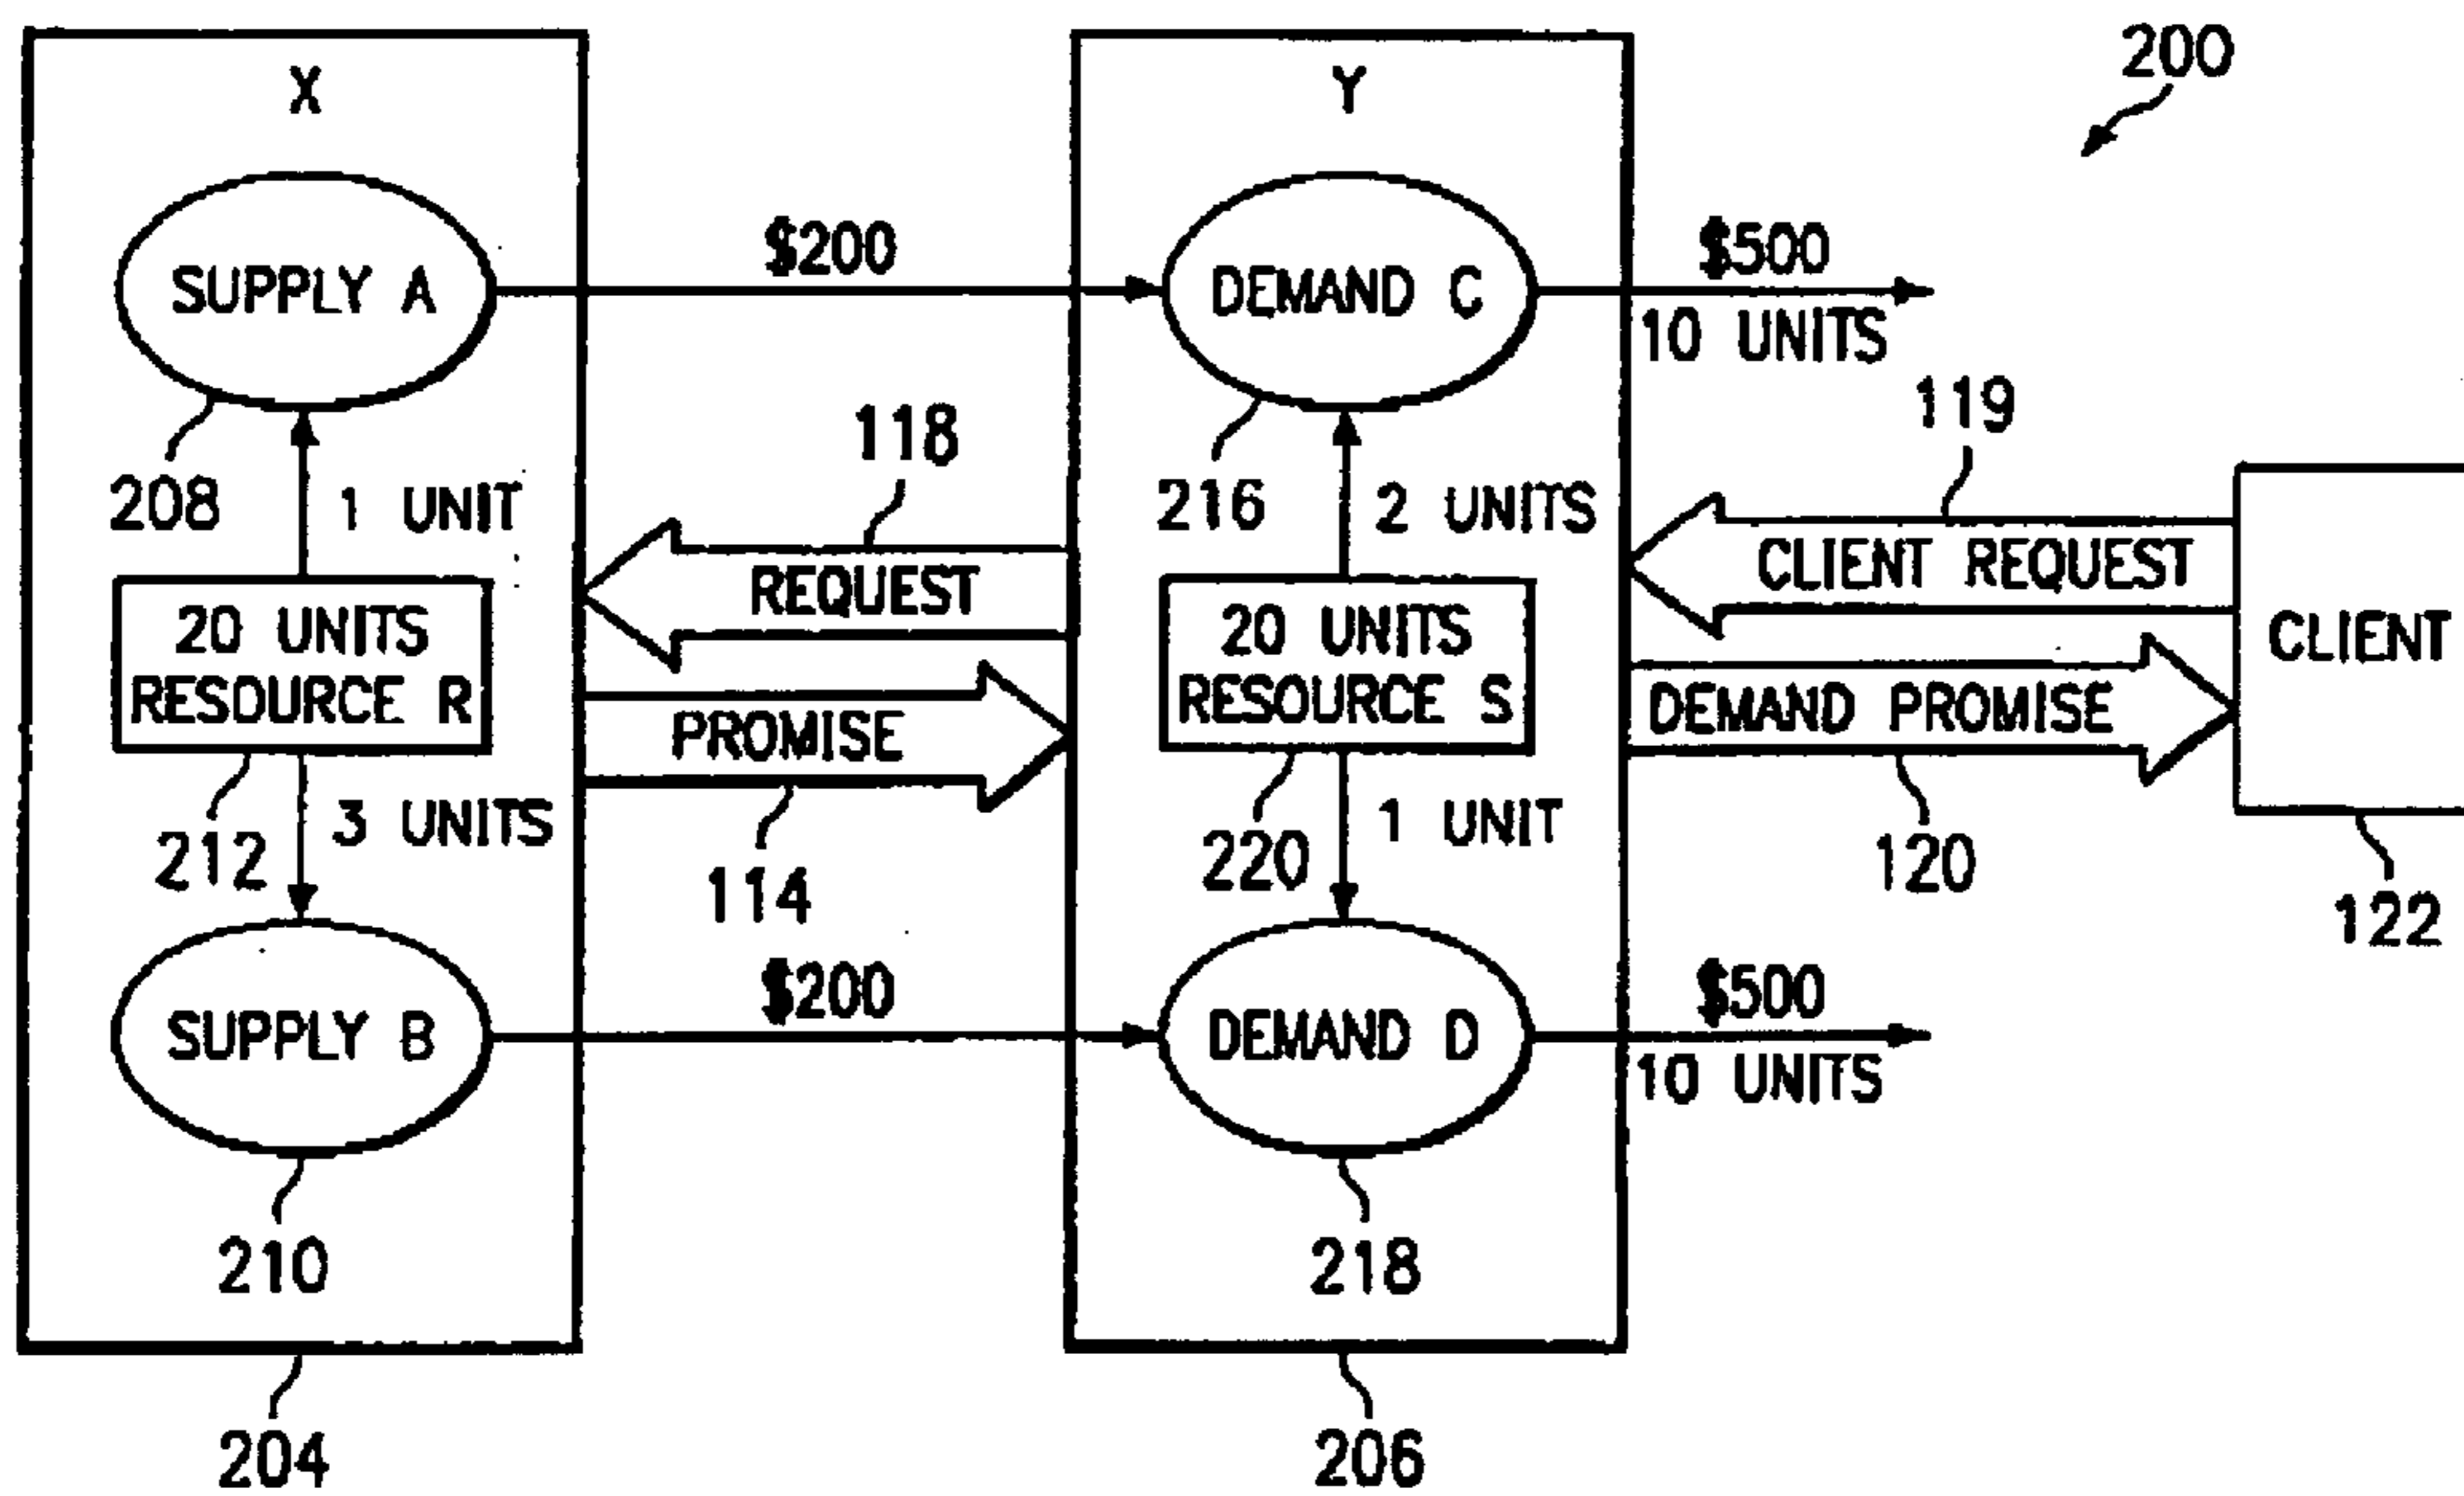 200
X
Y
SUPPLY A
$200
DEMAND C
$500
10 UNITS
208
1 UNIT
118
216
2 UNITS
119
REQUEST
CLIENT REQUEST
20 UNITS
RESOURCE R
20 UNITS
RESOURCE S
CLIENT
PROMISE
DEMAND PROMISE
212
3 UNITS
114
220
1 UNIT
120
122
SUPPLY B
$200
DEMAND D
$500
10 UNITS
210
218
204
206